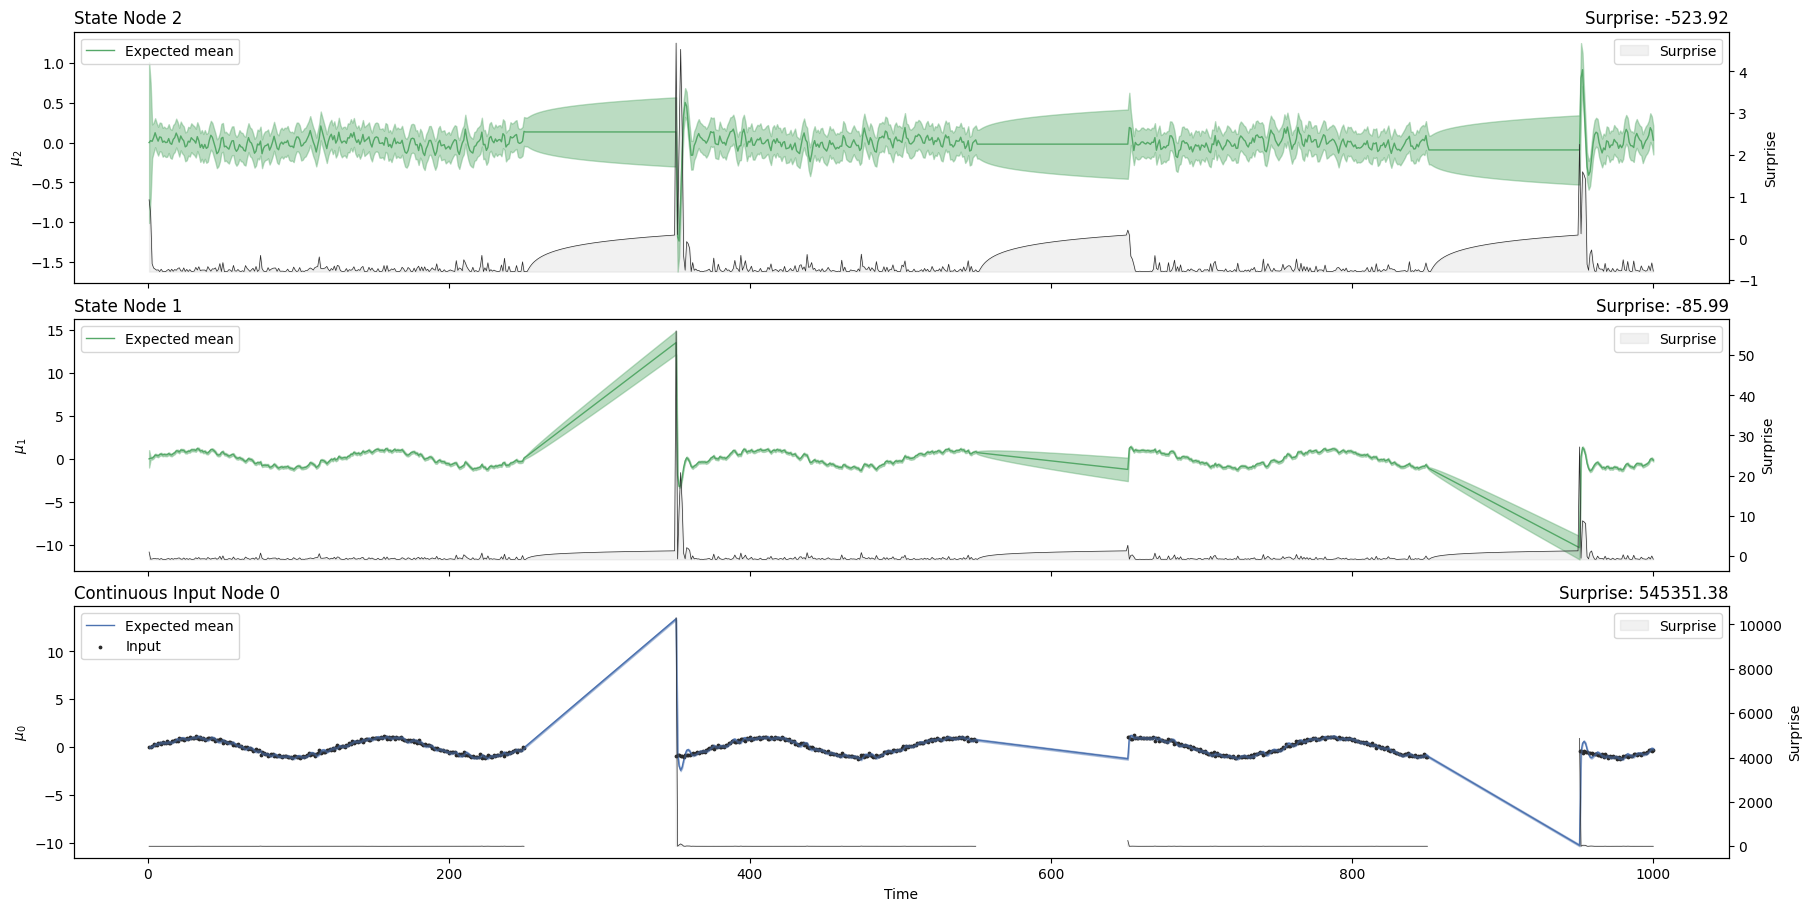 State Node 2
Surprise: -523.92
Expected mean
Surprise
1.0
0.5
0.0
−0.5
−1.0
−1.5
μ2
4
3
2
1
0
−1
Surprise
State Node 1
Surprise: -85.99
Expected mean
Surprise
15
10
5
0
−5
−10
μ1
50
40
30
20
10
0
Surprise
Continuous Input Node 0
Surprise: 545351.38
Expected mean
Input
Surprise
10
5
0
−5
−10
μ0
10000
8000
6000
4000
2000
0
Surprise
0
200
400
600
800
1000
Time